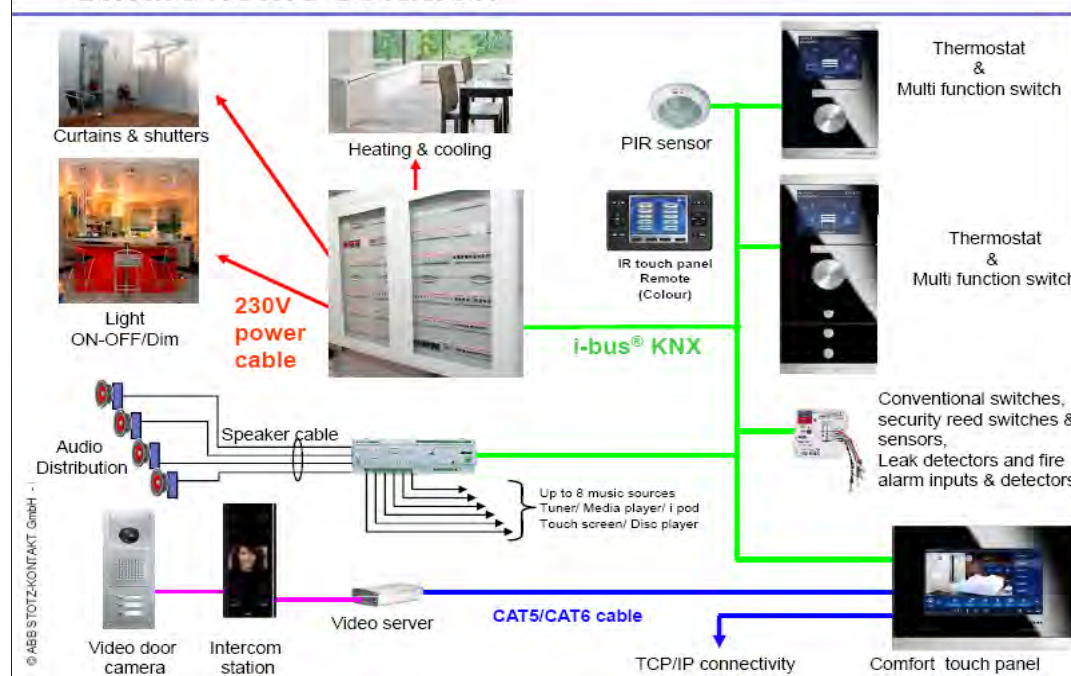 Thermostat
&
Multi function switch
Curtains & shutters
Heating & cooling
PIR sensor
IR touch panel
Remote
(Colour)
Thermostat
&
Multi function switch
Light
ON-OFF/Dim
230V
power
cable
i-bus® KNX
Conventional switches,
security reed switches &
sensors,
Leak detectors and fire
alarm inputs & detectors
Audio
Distribution
Speaker cable
Up to 8 music sources
Tuner/ Media player/ i pod
Touch screen/ Disc player
© ABB STOTZ-KONTAKT GmbH -
Video door
camera
Intercom
station
Video server
CAT5/CAT6 cable
TCP/IP connectivity
Comfort touch panel